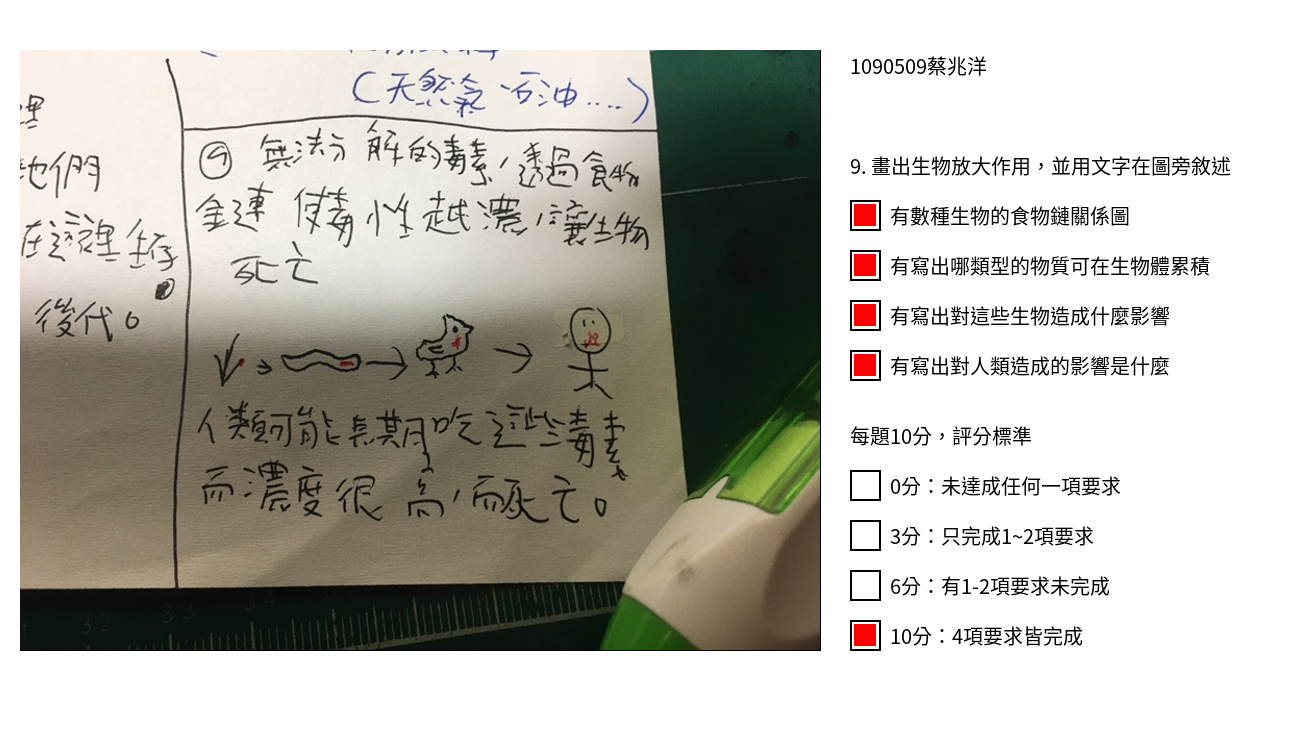 (天然氣、石油....)
理
他們
在這裡生存
後代。
⑨ 無法分解的毒素,透過食物
金連 使毒性越濃,讓生物
死亡
人類可能長期吃這些毒素
而濃度很高,而死亡。
32 33 34
1090509蔡兆洋
9. 畫出生物放大作用,並用文字在圖旁敘述
有數種生物的食物鏈關係圖
有寫出哪類型的物質可在生物體累積
有寫出對這些生物造成什麼影響
有寫出對人類造成的影響是什麼
每題10分,評分標準
0分:未達成任何一項要求
3分:只完成1~2項要求
6分:有1-2項要求未完成
10分:4項要求皆完成